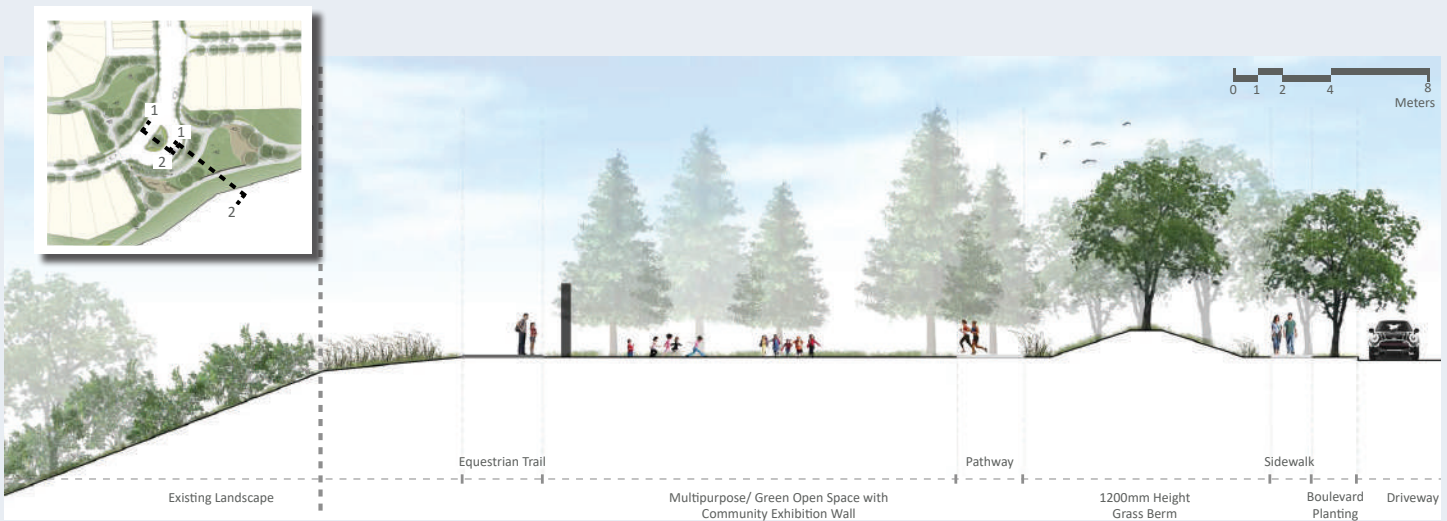 1
1
2
2
0 1 2 4 8
Meters
Equestrian Trail
Pathway
Sidewalk
Existing Landscape
Multipurpose/ Green Open Space with
Community Exhibition Wall
1200mm Height
Grass Berm
Boulevard
Planting
Driveway